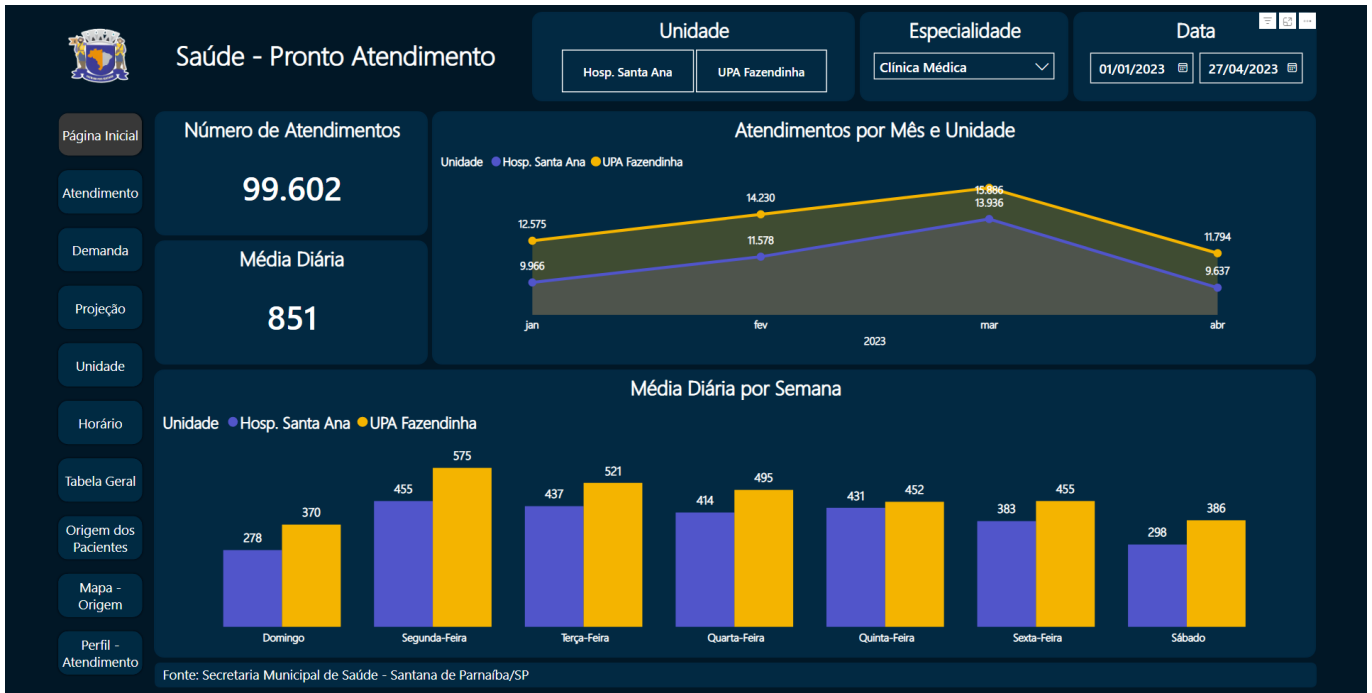 Saúde - Pronto Atendimento
Unidade
Hosp. Santa Ana
UPA Fazendinha
Especialidade
Clínica Médica
Data
01/01/2023
27/04/2023
Página Inicial
Atendimento
Demanda
Projeção
Unidade
Horário
Tabela Geral
Origem dos
Pacientes
Mapa -
Origem
Perfil -
Atendimento
Número de Atendimentos
99.602
Média Diária
851
Atendimentos por Mês e Unidade
Unidade Hosp. Santa Ana UPA Fazendinha
12.575
14.230
15.886
11.794
9.966
11.578
13.936
9.637
jan fev mar abr
2023
Média Diária por Semana
Unidade Hosp. Santa Ana UPA Fazendinha
278 370
455 575
437 521
414 495
431 452
383 455
298 386
Domingo Segunda-Feira Terça-Feira Quarta-Feira Quinta-Feira Sexta-Feira Sábado
Fonte: Secretaria Municipal de Saúde - Santana de Parnaíba/SP